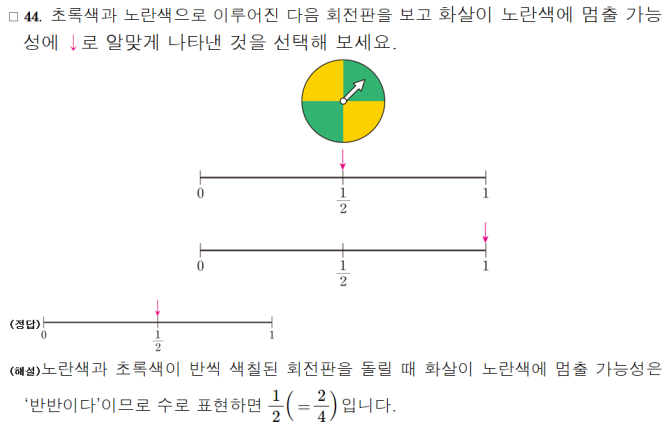 □ 44. 초록색과 노란색으로 이루어진 다음 회전판을 보고 화살이 노란색에 멈출 가능
성에 ↓로 알맞게 나타낸 것을 선택해 보세요.
0 1/2 1
0 1/2 1
(정답) 0 1/2 1
(해설)노란색과 초록색이 반씩 색칠된 회전판을 돌릴 때 화살이 노란색에 멈출 가능성은
‘반반이다’이므로 수로 표현하면 1/2(=2/4)입니다.